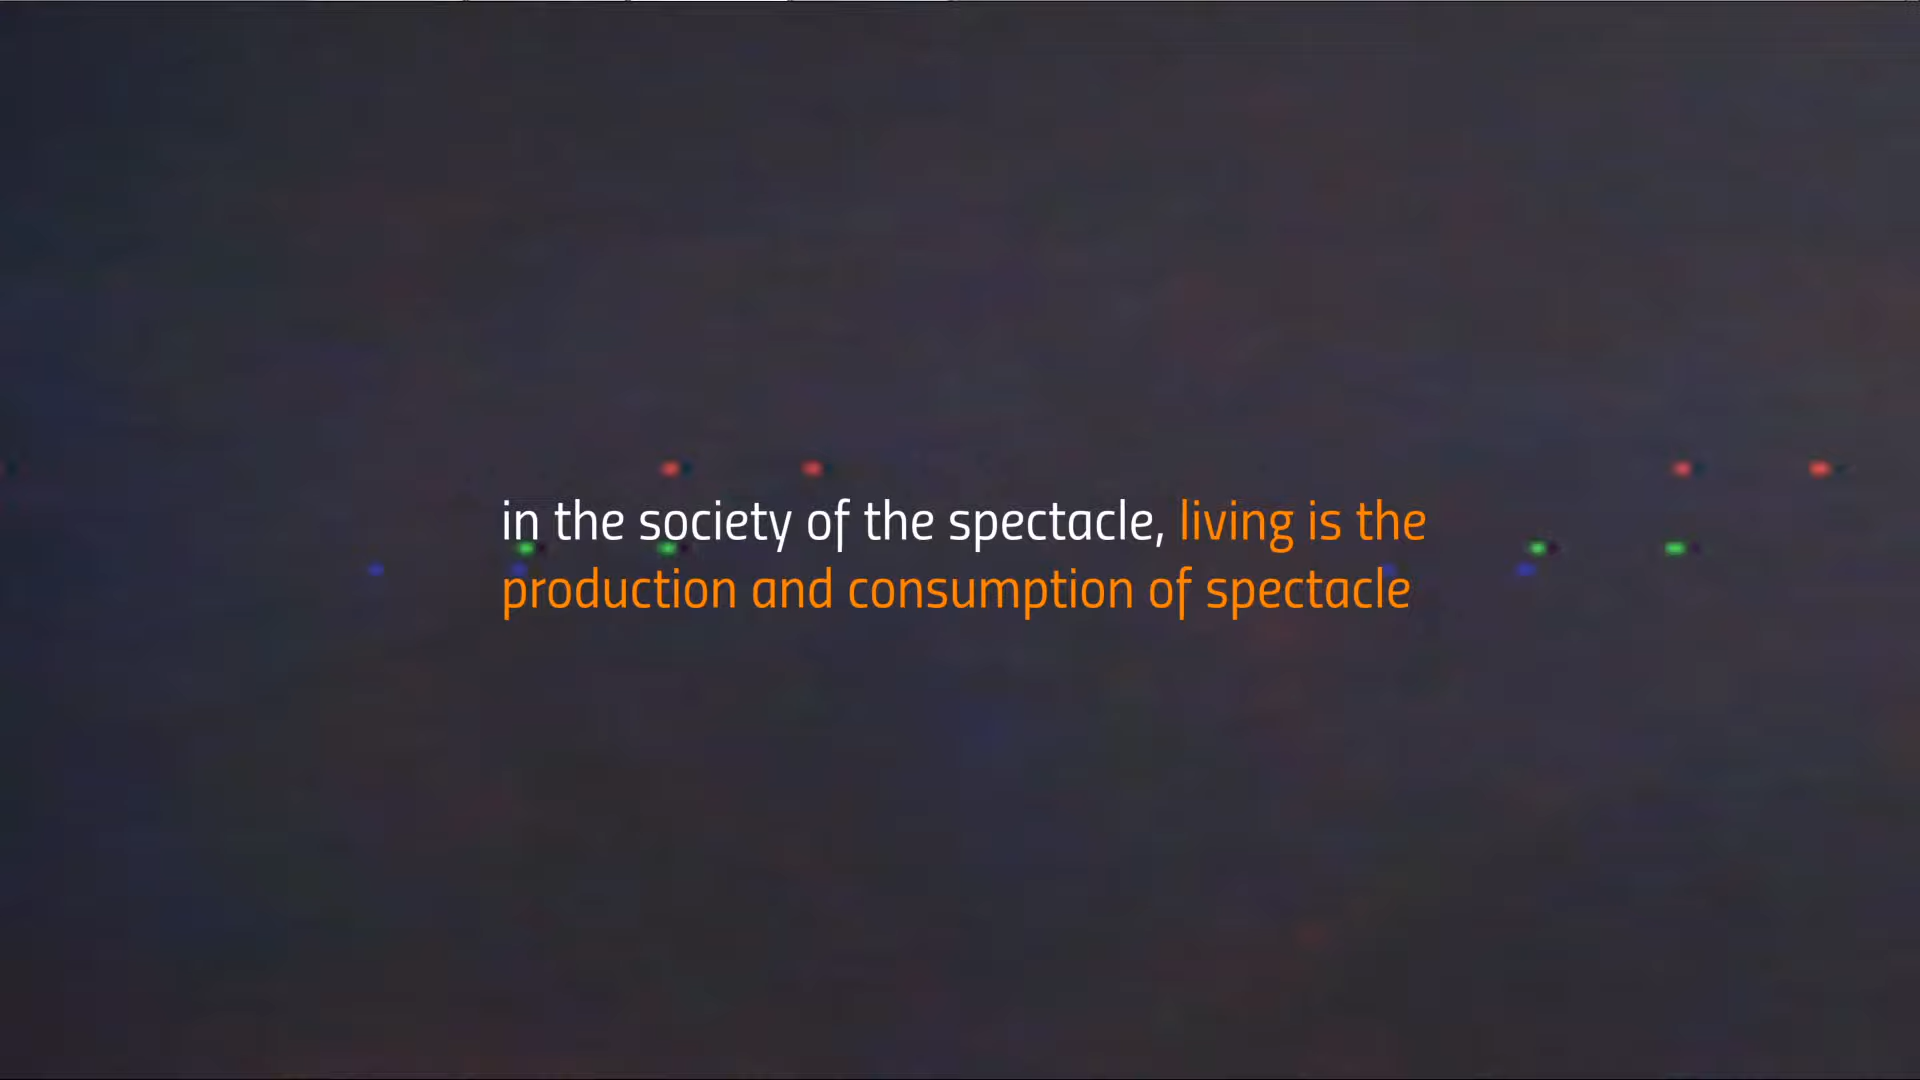 in the society of the spectacle, living is the
production and consumption of spectacle